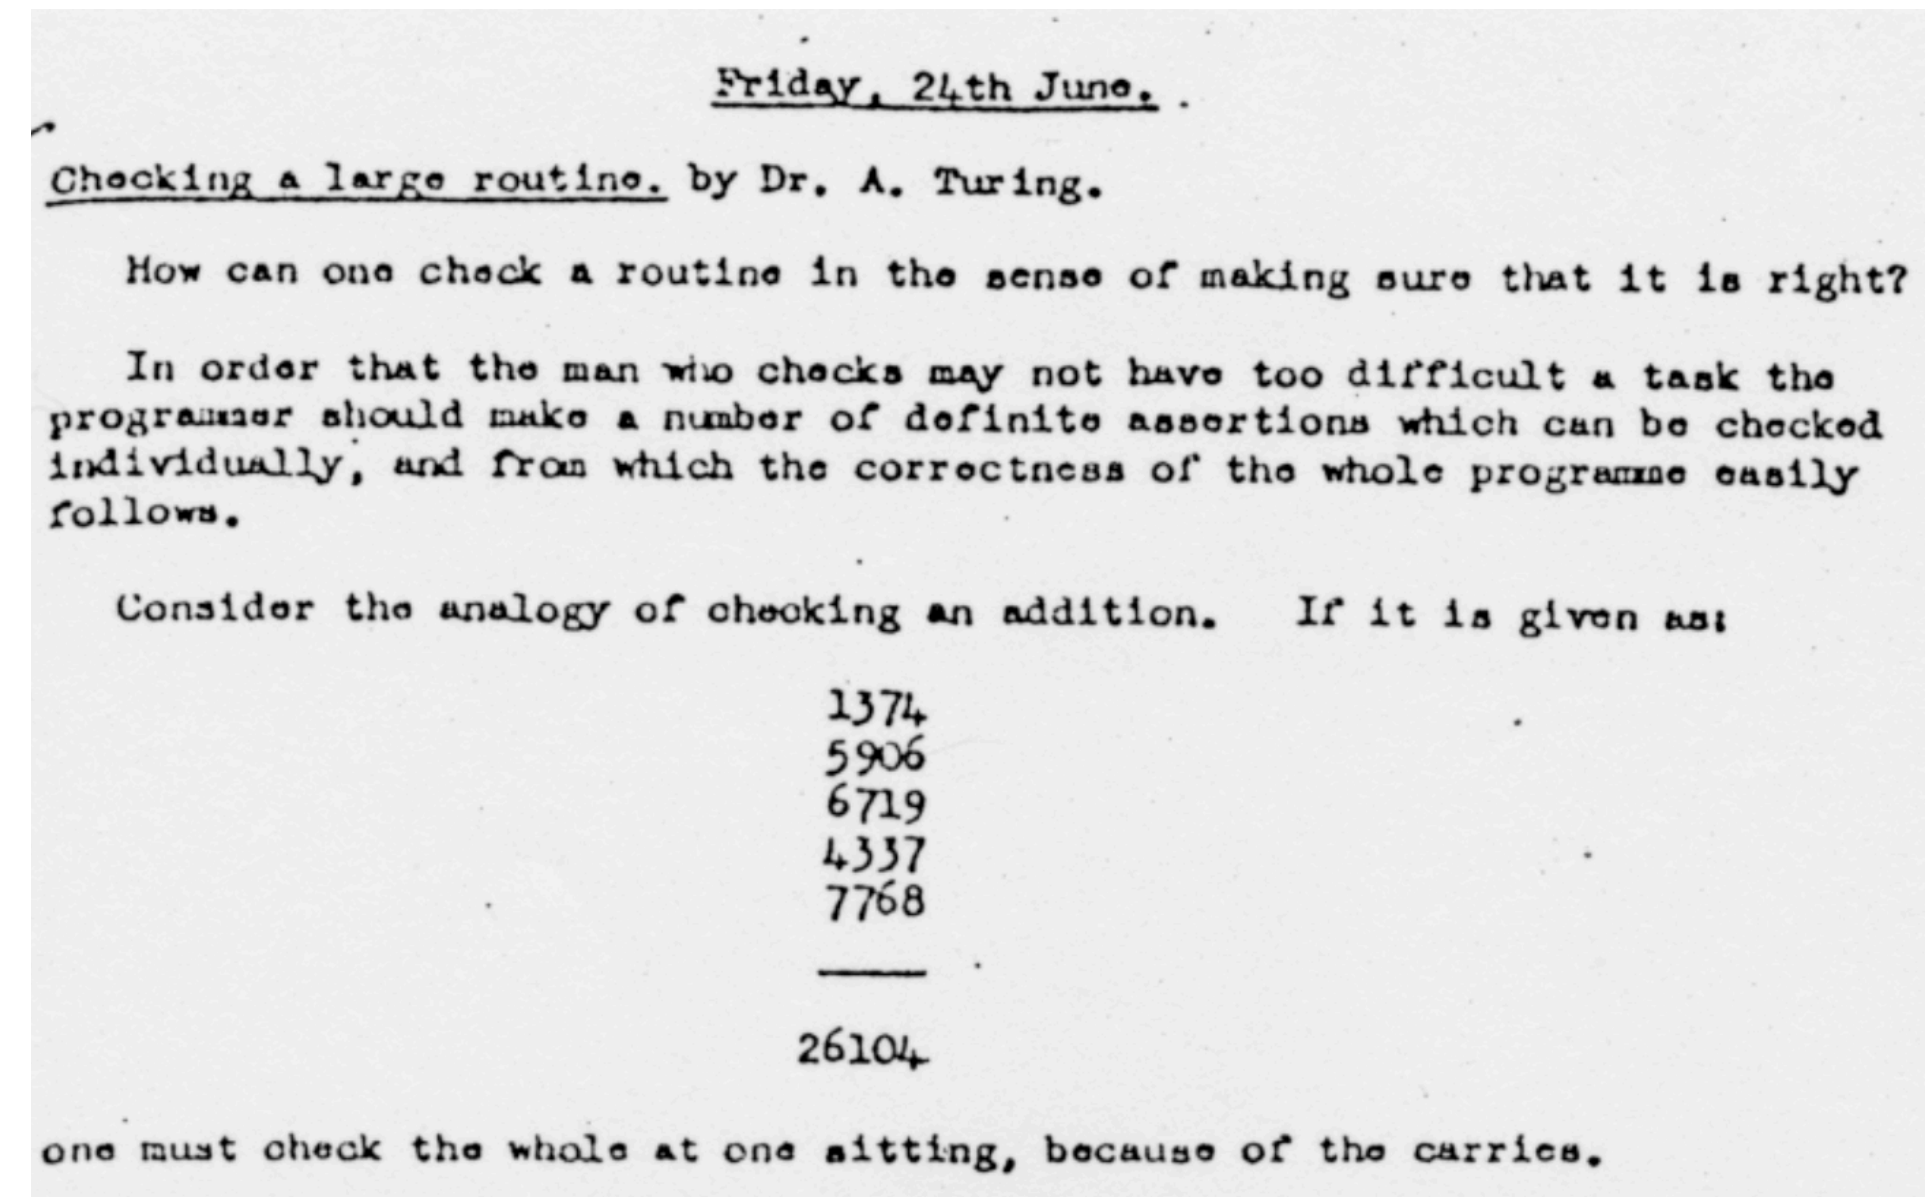 Friday, 24th June.
Checking a large routine. by Dr. A. Turing.
How can one check a routine in the sense of making sure that it is right?
In order that the man who checks may not have too difficult a task the
programmer should make a number of definite assertions which can be checked
individually, and from which the correctness of the whole programme easily
follows.
Consider the analogy of checking an addition. If it is given as:
1374
5906
6719
4337
7768
26104
one must check the whole at one sitting, because of the carries.